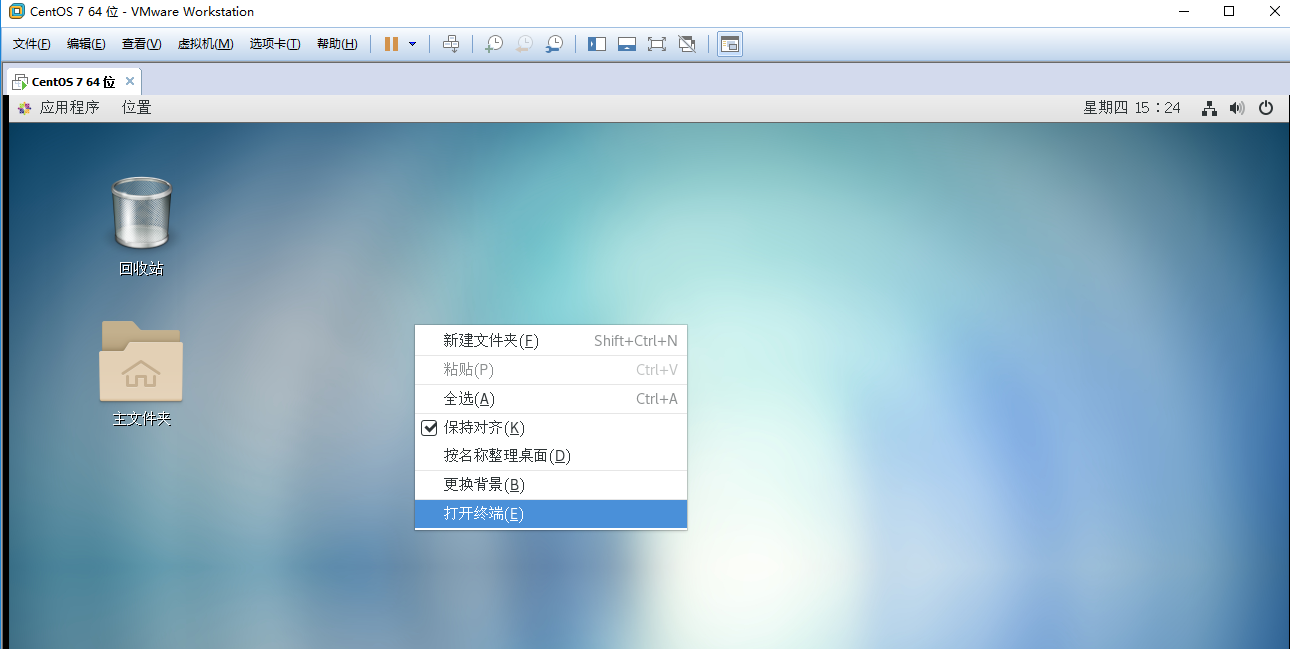 CentOS 7 64 位 - VMware Workstation
文件(F) 编辑(E) 查看(V) 虚拟机(M) 选项卡(T) 帮助(H)
CentOS 7 64 位
应用程序 位置 星期四 15：24
回收站
主文件夹
新建文件夹(F) Shift+Ctrl+N
粘贴(P) Ctrl+V
全选(A) Ctrl+A
保持对齐(K)
按名称整理桌面(D)
更换背景(B)
打开终端(E)